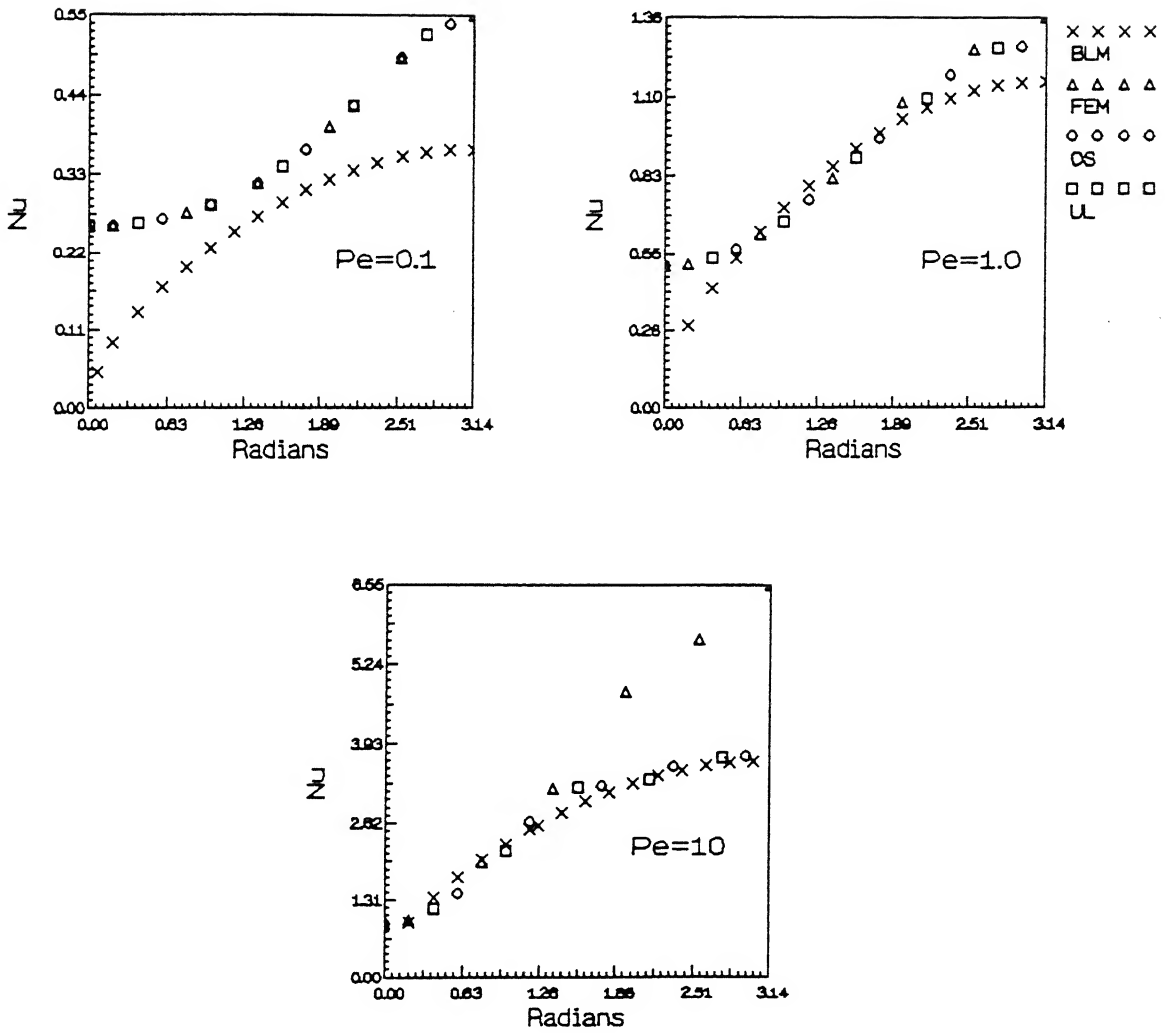 0.55
0.44
0.33
0.22
0.11
0.00
Nu
Pe=0.1
0.00 0.63 1.26 1.89 2.51 3.14
Radians
1.36
1.10
0.83
0.56
0.28
0.00
Nu
Pe=1.0
0.00 0.63 1.26 1.89 2.51 3.14
Radians
BLM
FEM
OS
UL
6.55
5.24
3.93
2.62
1.31
0.00
Nu
Pe=10
0.00 0.63 1.26 1.88 2.51 3.14
Radians